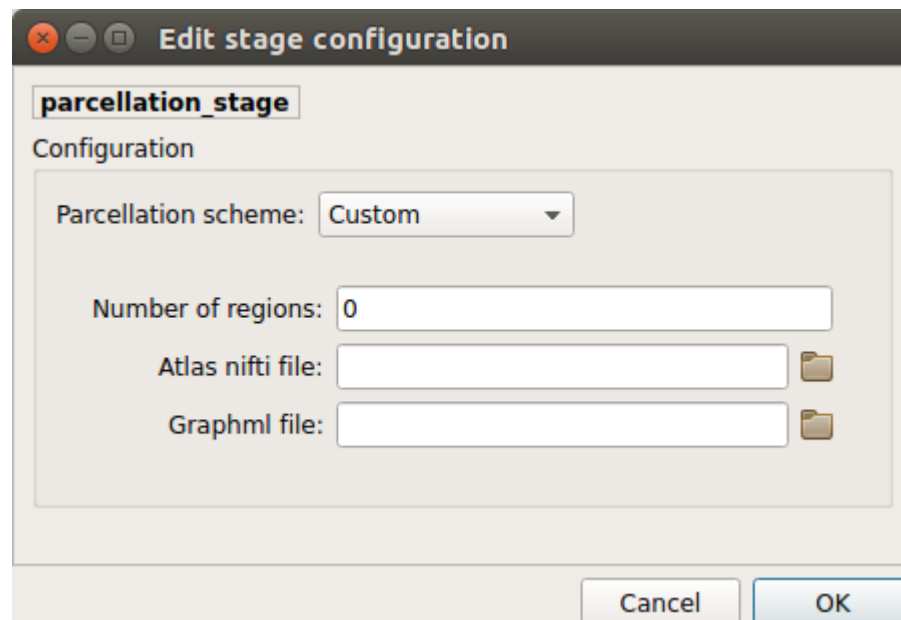 Edit stage configuration
parcellation_stage
Configuration
Parcellation scheme: Custom
Number of regions: 0
Atlas nifti file:
Graphml file:
Cancel OK